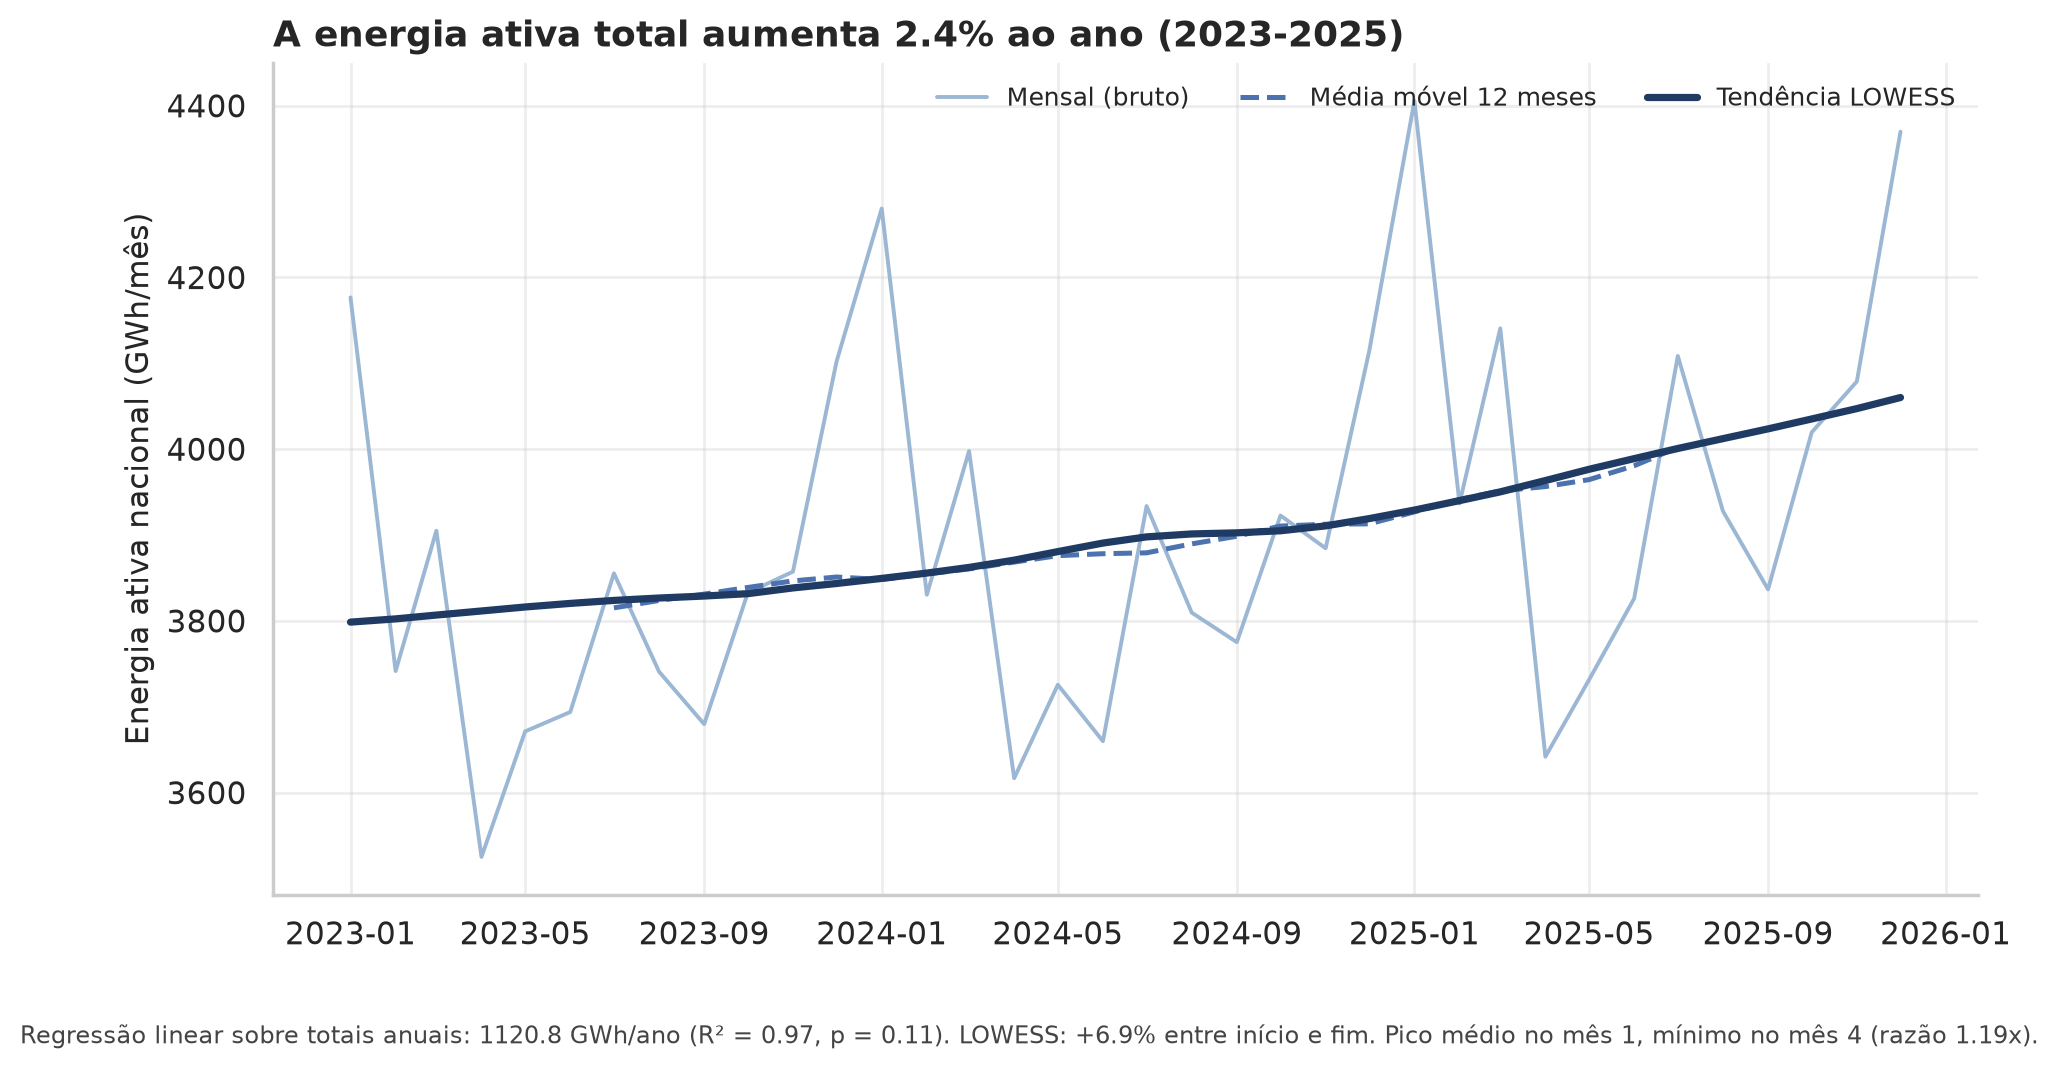 A energia ativa total aumenta 2.4% ao ano (2023-2025)
Mensal (bruto) Média móvel 12 meses Tendência LOWESS
Energia ativa nacional (GWh/mês)
4400
4200
4000
3800
3600
2023-01 2023-05 2023-09 2024-01 2024-05 2024-09 2025-01 2025-05 2025-09 2026-01
Regressão linear sobre totais anuais: 1120.8 GWh/ano (R² = 0.97, p = 0.11). LOWESS: +6.9% entre início e fim. Pico médio no mês 1, mínimo no mês 4 (razão 1.19x).